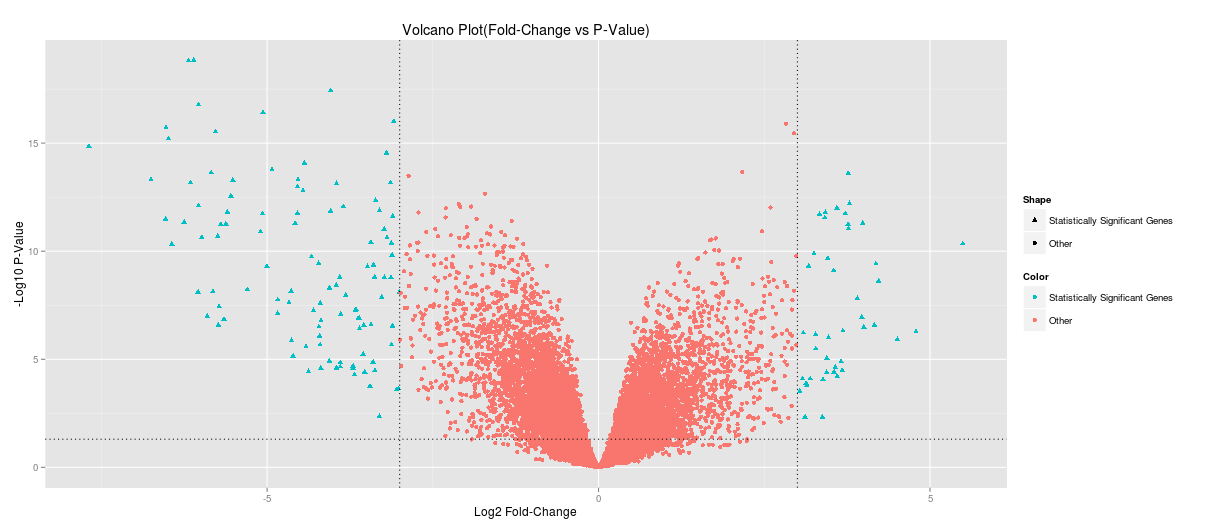 Volcano Plot(Fold-Change vs P-Value)
-Log10 P-Value
15
10
5
0
-5
0
5
Log2 Fold-Change
Shape
Statistically Significant Genes
Other
Color
Statistically Significant Genes
Other